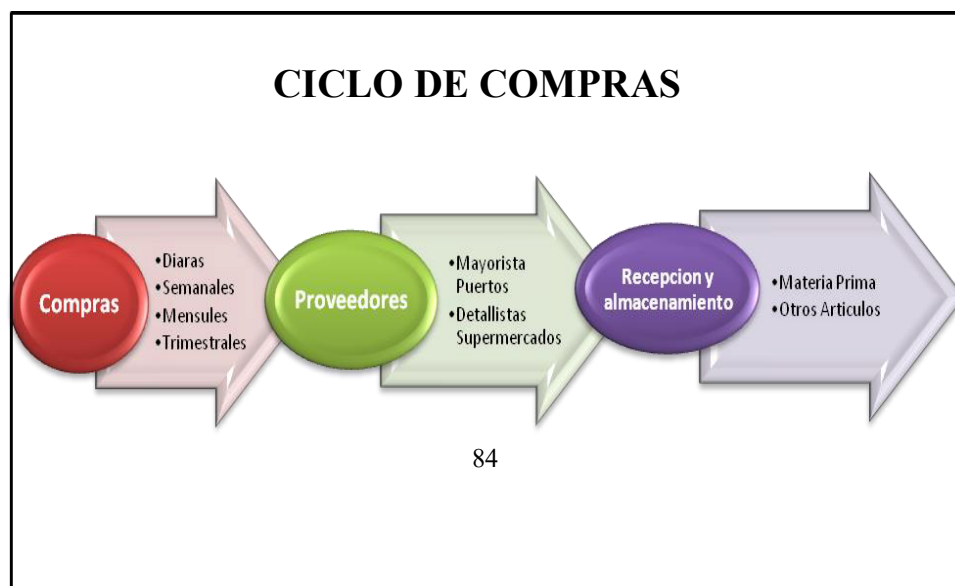 CICLO DE COMPRAS
Compras
•Diaras
•Semanales
•Mensules
•Trimestrales
Proveedores
•Mayorista
Puertos
•Detallistas
Supermercados
Recepcion y
almacenamiento
•Materia Prima
•Otros Articulos
84